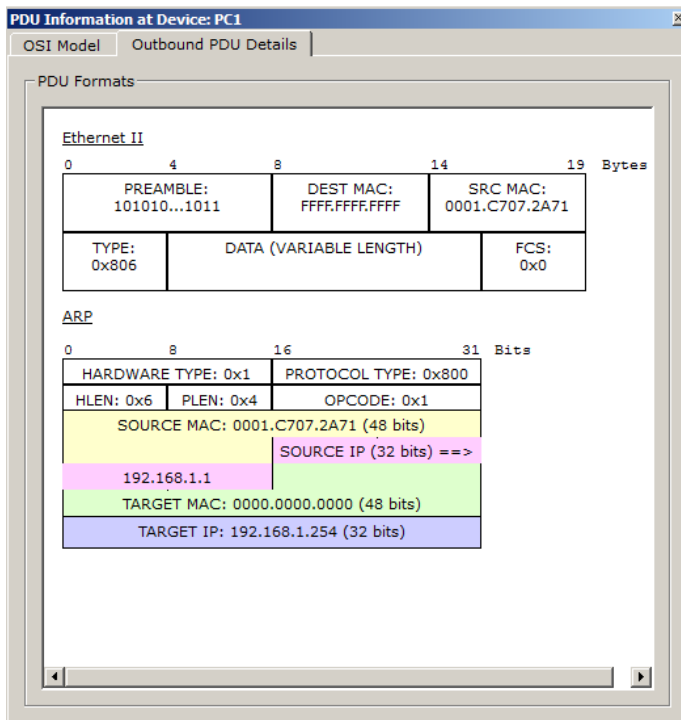 PDU Information at Device: PC1
OSI Model Outbound PDU Details
PDU Formats
Ethernet II
0 4 8 14 19 Bytes
PREAMBLE: DEST MAC: SRC MAC:
101010...1011 FFFF.FFFF.FFFF 0001.C707.2A71
TYPE: DATA (VARIABLE LENGTH) FCS:
0x806 0x0
ARP
0 8 16 31 Bits
HARDWARE TYPE: 0x1 PROTOCOL TYPE: 0x800
HLEN: 0x6 PLEN: 0x4 OPCODE: 0x1
SOURCE MAC: 0001.C707.2A71 (48 bits)
SOURCE IP (32 bits) ==>
192.168.1.1
TARGET MAC: 0000.0000.0000 (48 bits)
TARGET IP: 192.168.1.254 (32 bits)